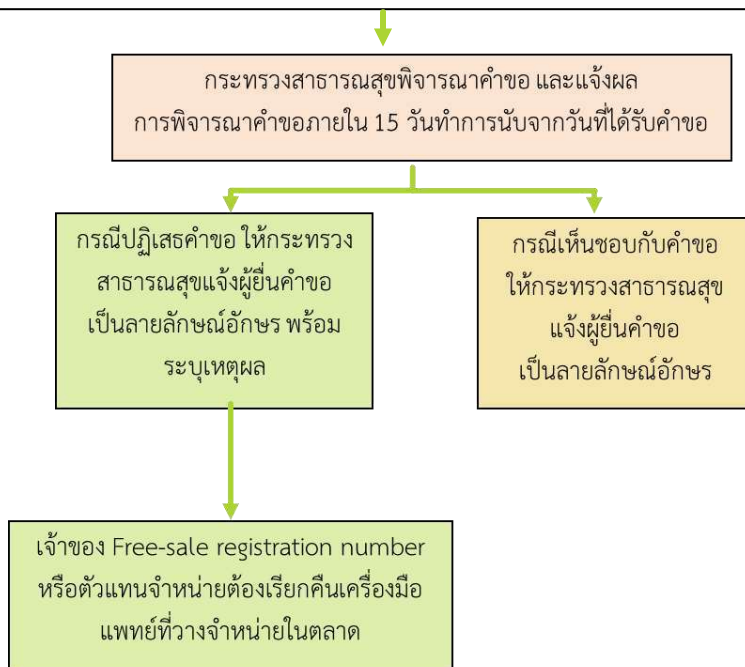 กระทรวงสาธารณสุขพิจารณาคำขอ และแจ้งผล
การพิจารณาคำขอภายใน 15 วันทำการนับจากวันที่ได้รับคำขอ
กรณีปฏิเสธคำขอ ให้กระทรวง
สาธารณสุขแจ้งผู้ยื่นคำขอ
เป็นลายลักษณ์อักษร พร้อม
ระบุเหตุผล
กรณีเห็นชอบกับคำขอ
ให้กระทรวงสาธารณสุข
แจ้งผู้ยื่นคำขอ
เป็นลายลักษณ์อักษร
เจ้าของ Free-sale registration number
หรือตัวแทนจำหน่ายต้องเรียกคืนเครื่องมือ
แพทย์ที่วางจำหน่ายในตลาด